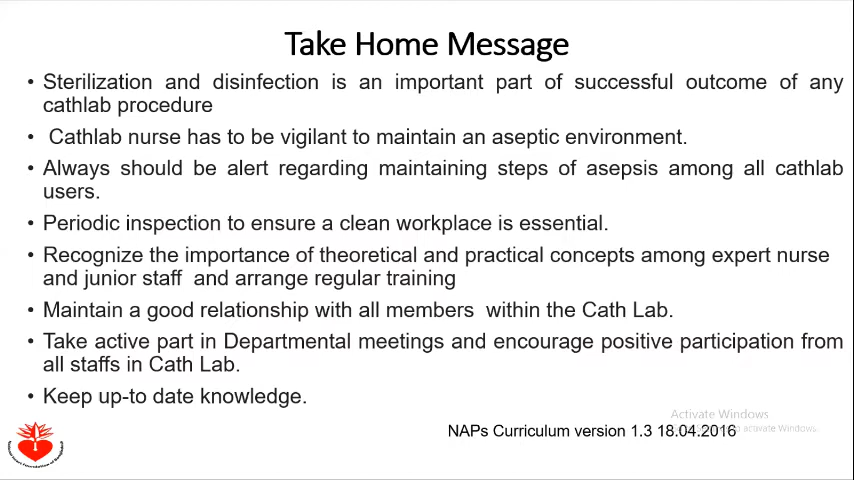 Take Home Message
• Sterilization and disinfection is an important part of successful outcome of any
cathlab procedure
• Cathlab nurse has to be vigilant to maintain an aseptic environment.
• Always should be alert regarding maintaining steps of asepsis among all cathlab
users.
• Periodic inspection to ensure a clean workplace is essential.
• Recognize the importance of theoretical and practical concepts among expert nurse
and junior staff and arrange regular training
• Maintain a good relationship with all members within the Cath Lab.
• Take active part in Departmental meetings and encourage positive participation from
all staffs in Cath Lab.
• Keep up-to date knowledge.
Activate Windows
NAPs Curriculum version 1.3 18.04.2016
to activate Windows.